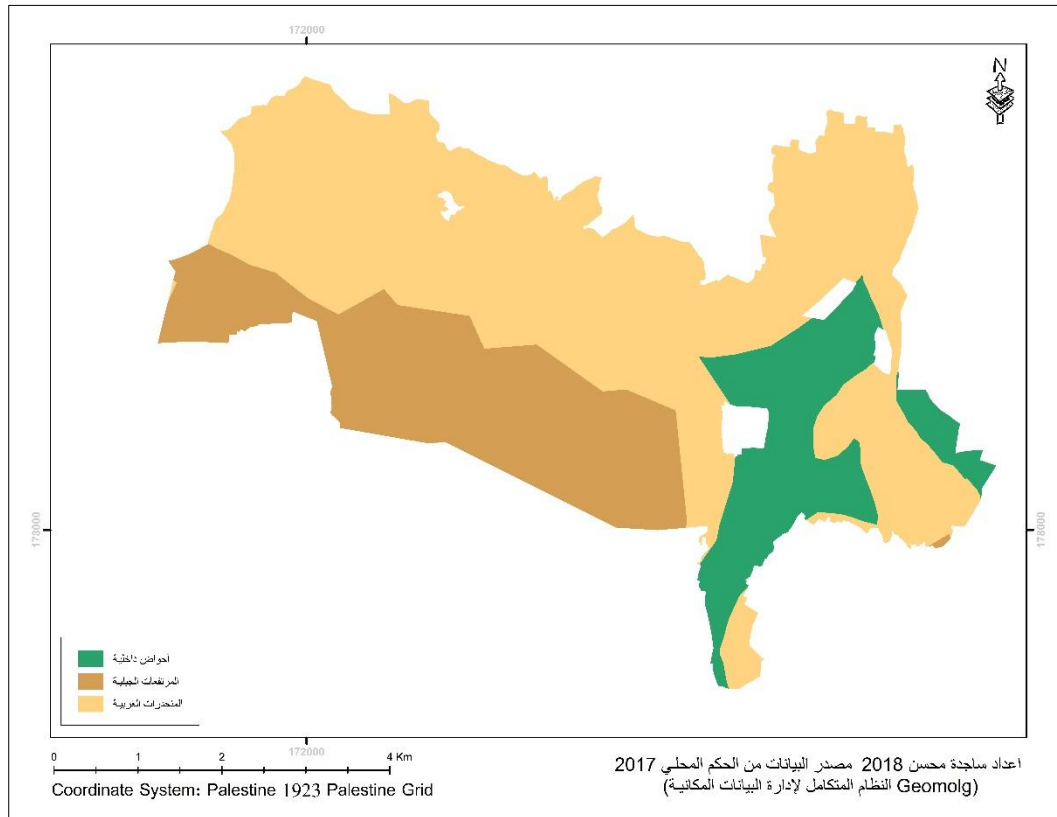 172000
N
178000
178000
أحواض داخلية
المرتفعات الجبلية
المنحدرات الغربية
172000
0 1 2 4 Km
Coordinate System: Palestine 1923 Palestine Grid
اعداد ساجدة محسن 2018 مصدر البيانات من الحكم المحلي 2017
(Geomolg النظام المتكامل لإدارة البيانات المكانية)